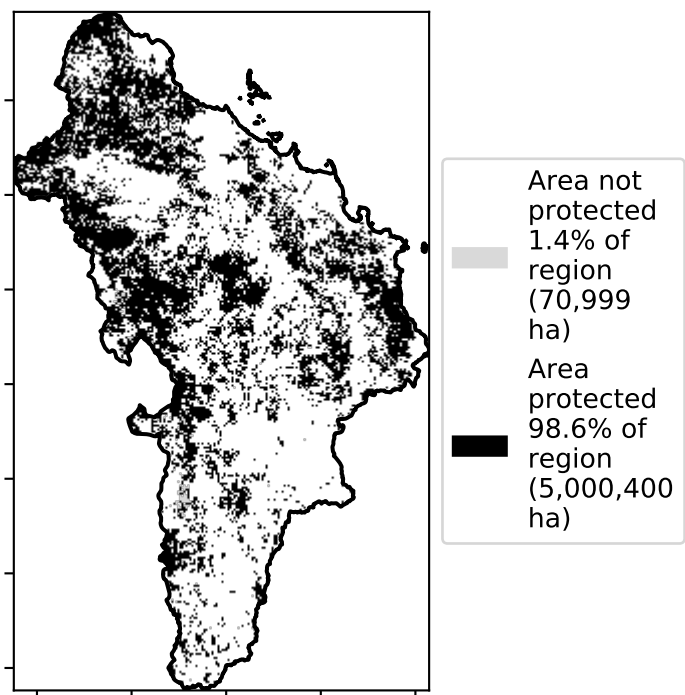 Area not
protected
1.4% of
region
(70,999
ha)
Area
protected
98.6% of
region
(5,000,400
ha)